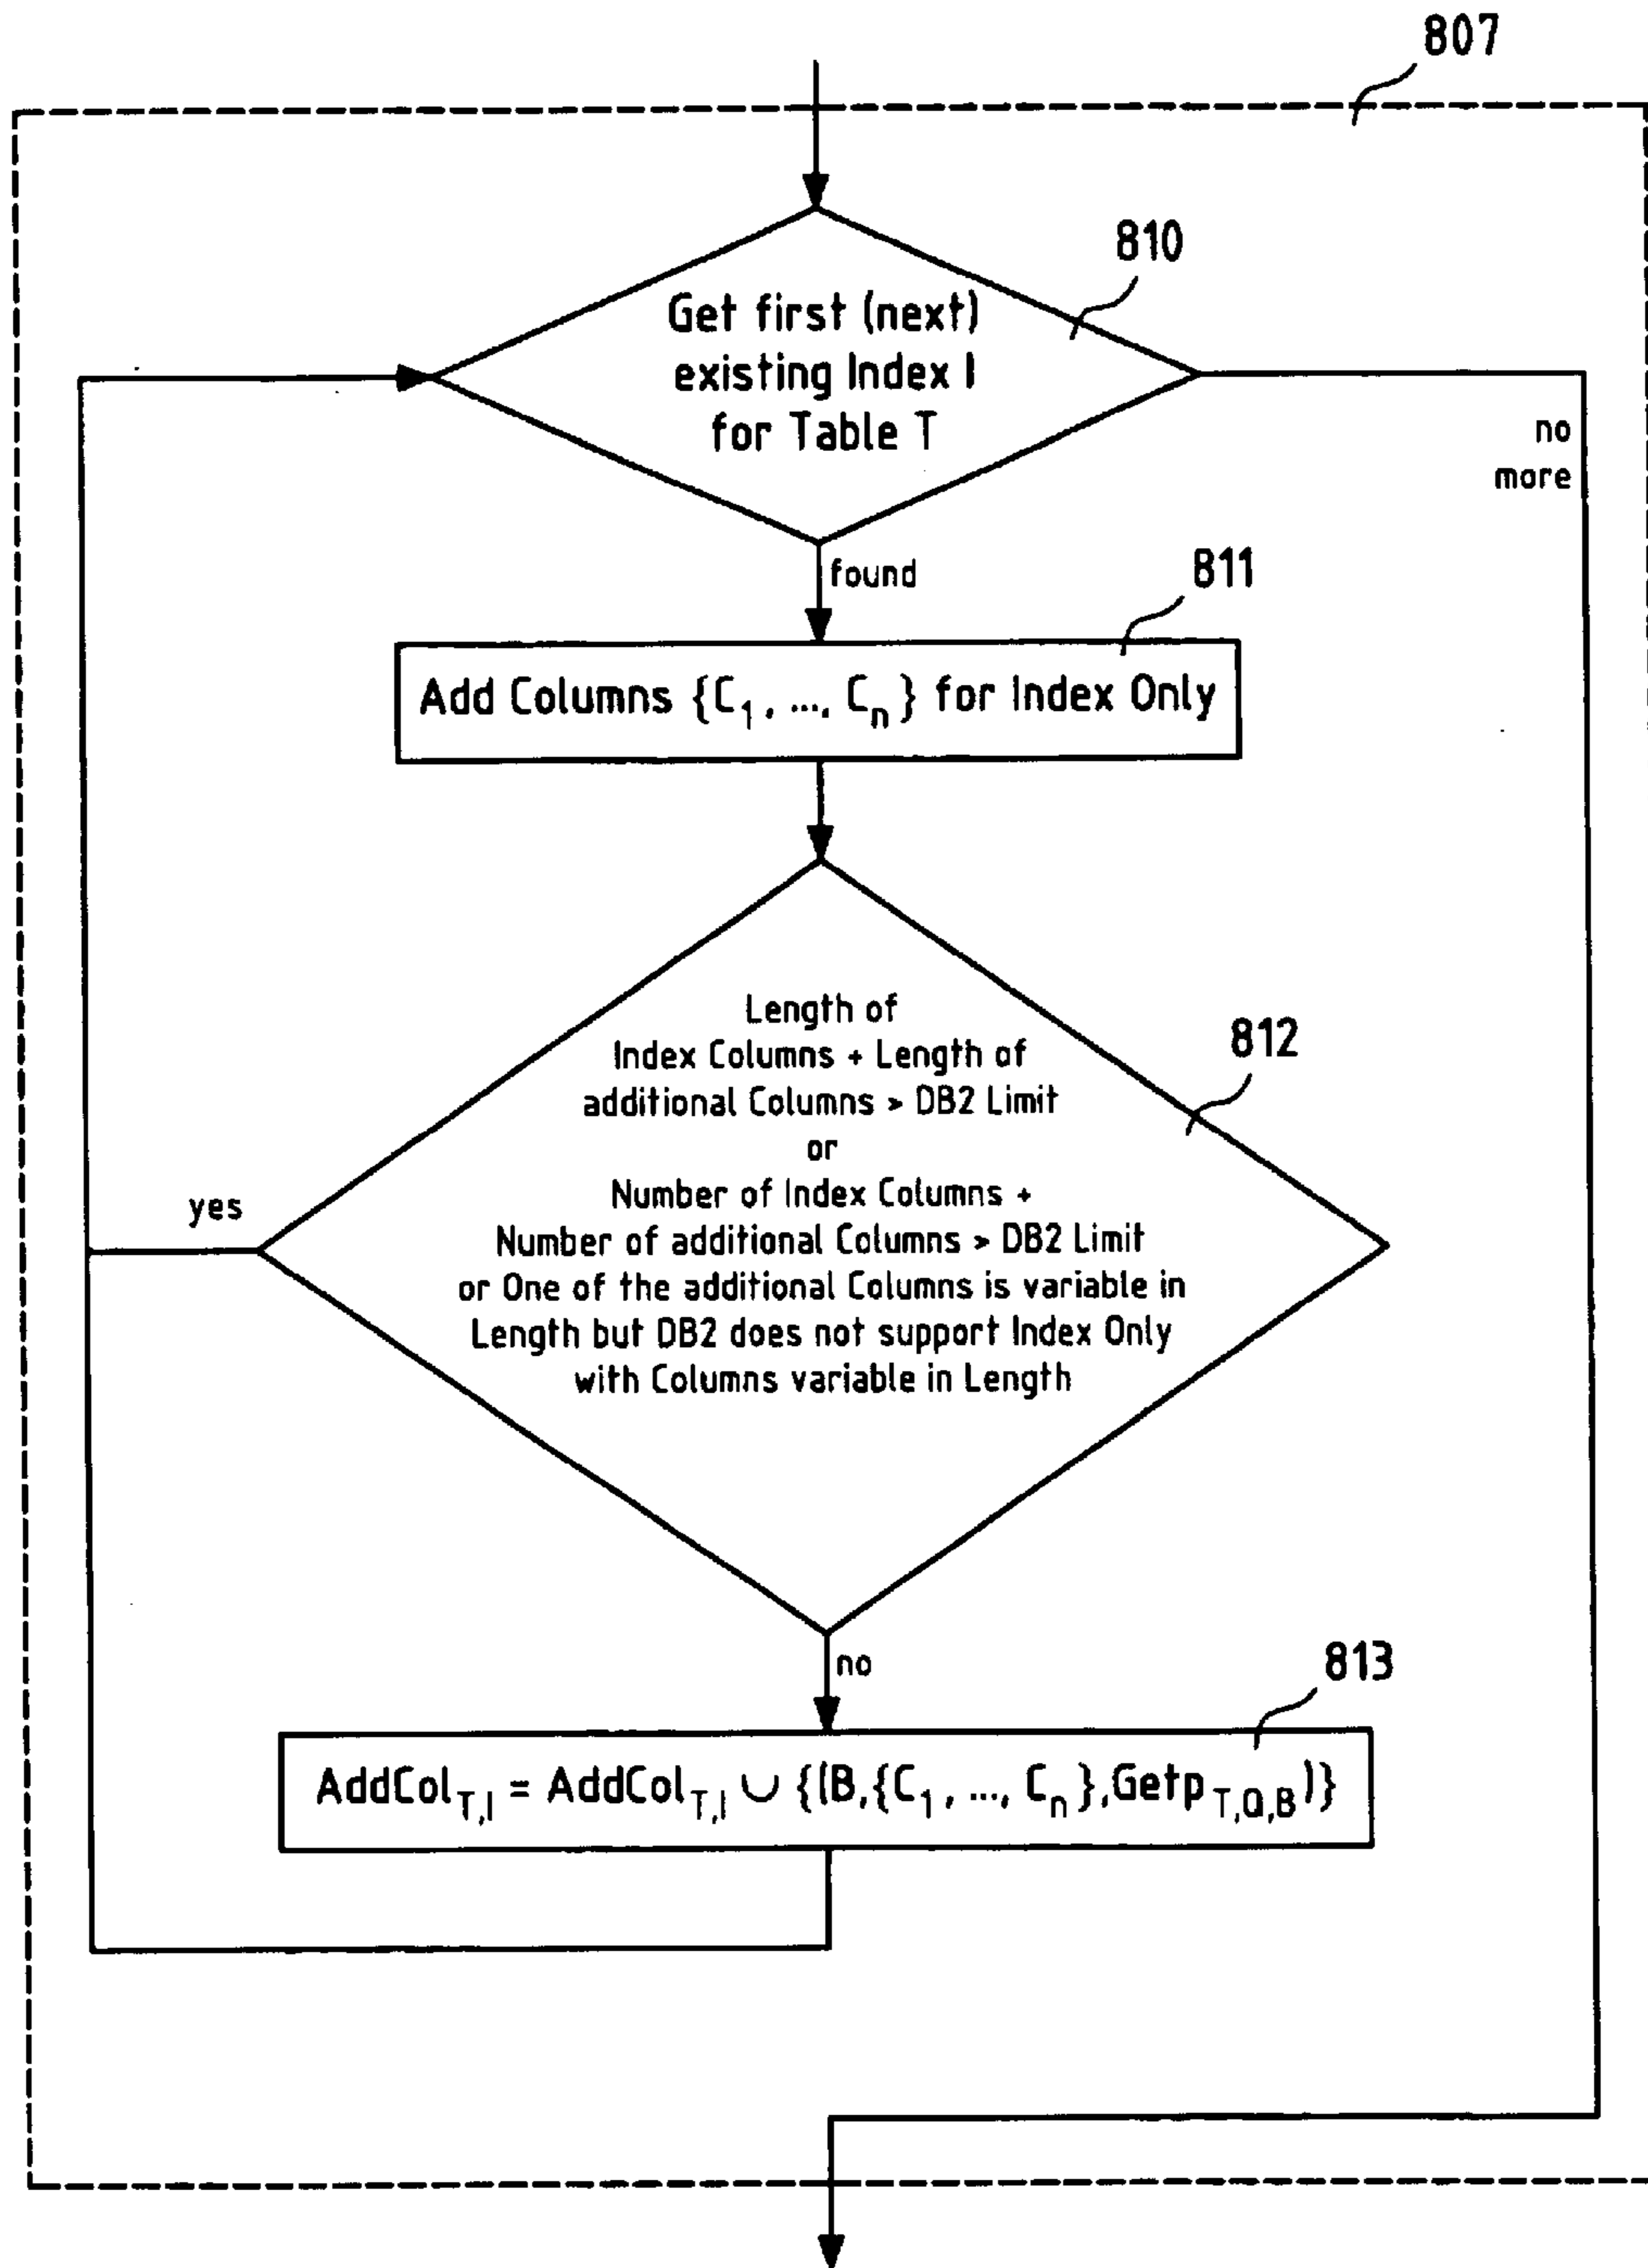 807
810
Get first (next)
existing Index I
for Table T
no
more
found
811
Add Columns {C₁, ..., Cₙ} for Index Only
Length of
Index Columns + Length of
additional Columns > DB2 Limit
or
Number of Index Columns +
Number of additional Columns > DB2 Limit
or One of the additional Columns is variable in
Length but DB2 does not support Index Only
with Columns variable in Length
812
yes
no
813
AddCol_T,I = AddCol_T,I ∪ {(B,{C₁, ..., Cₙ},Getp_T,Q,B)}